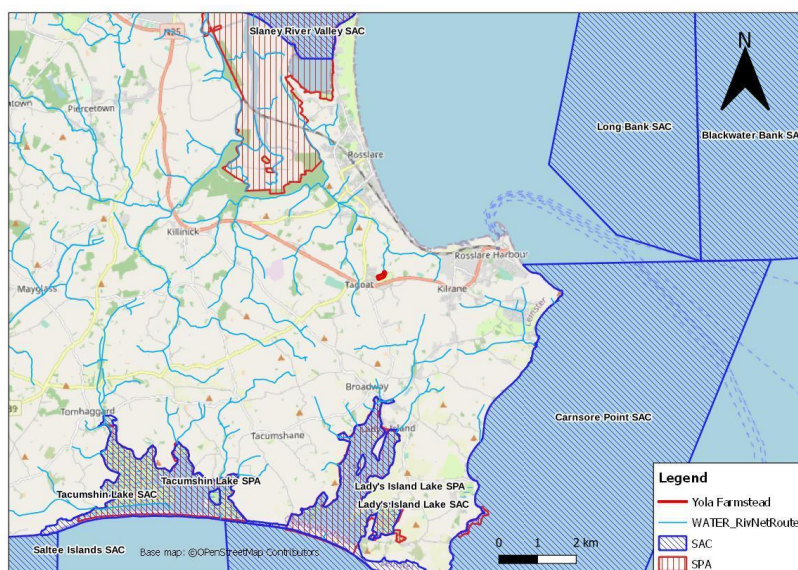 Slaney River Valley SAC
N25
N
Piercetown
Long Bank SAC
Blackwater Bank SA
Rosslare
Killinick
Rosslare Harbour
Tagoat
Kilrane
Mayglass
Leinster
Broadway
Carnsore Point SAC
Tomhaggard
Tacumshane
Tacumshin Lake SPA
Tacumshin Lake SAC
Lady's Island Lake SPA
Lady's Island Lake SAC
Saltee Islands SAC
Base map: ©OPenStreetMap Contributors
0 1 2 km
Legend
Yola Farmstead
WATER_RivNetRoute
SAC
SPA